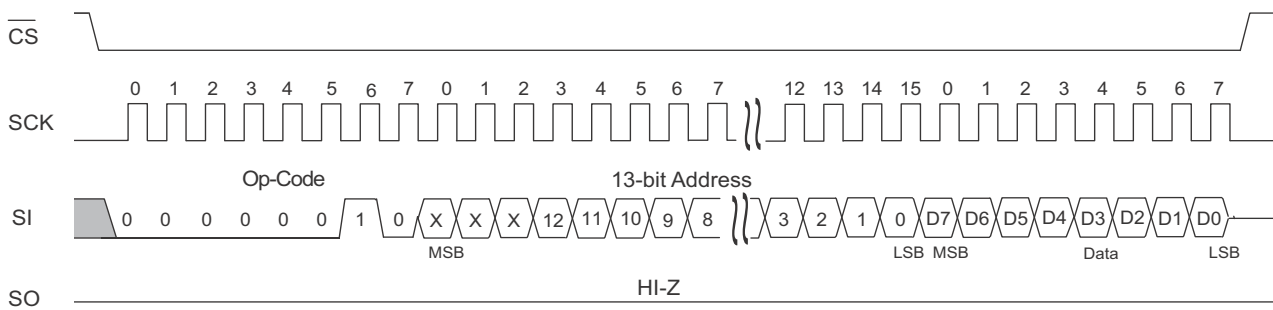 CS
0 1 2 3 4 5 6 7 0 1 2 3 4 5 6 7 12 13 14 15 0 1 2 3 4 5 6 7
SCK
Op-Code 13-bit Address
SI 0 0 0 0 0 0 1 0 X X X 12 11 10 9 8 3 2 1 0 D7 D6 D5 D4 D3 D2 D1 D0
MSB LSB MSB Data LSB
HI-Z
SO